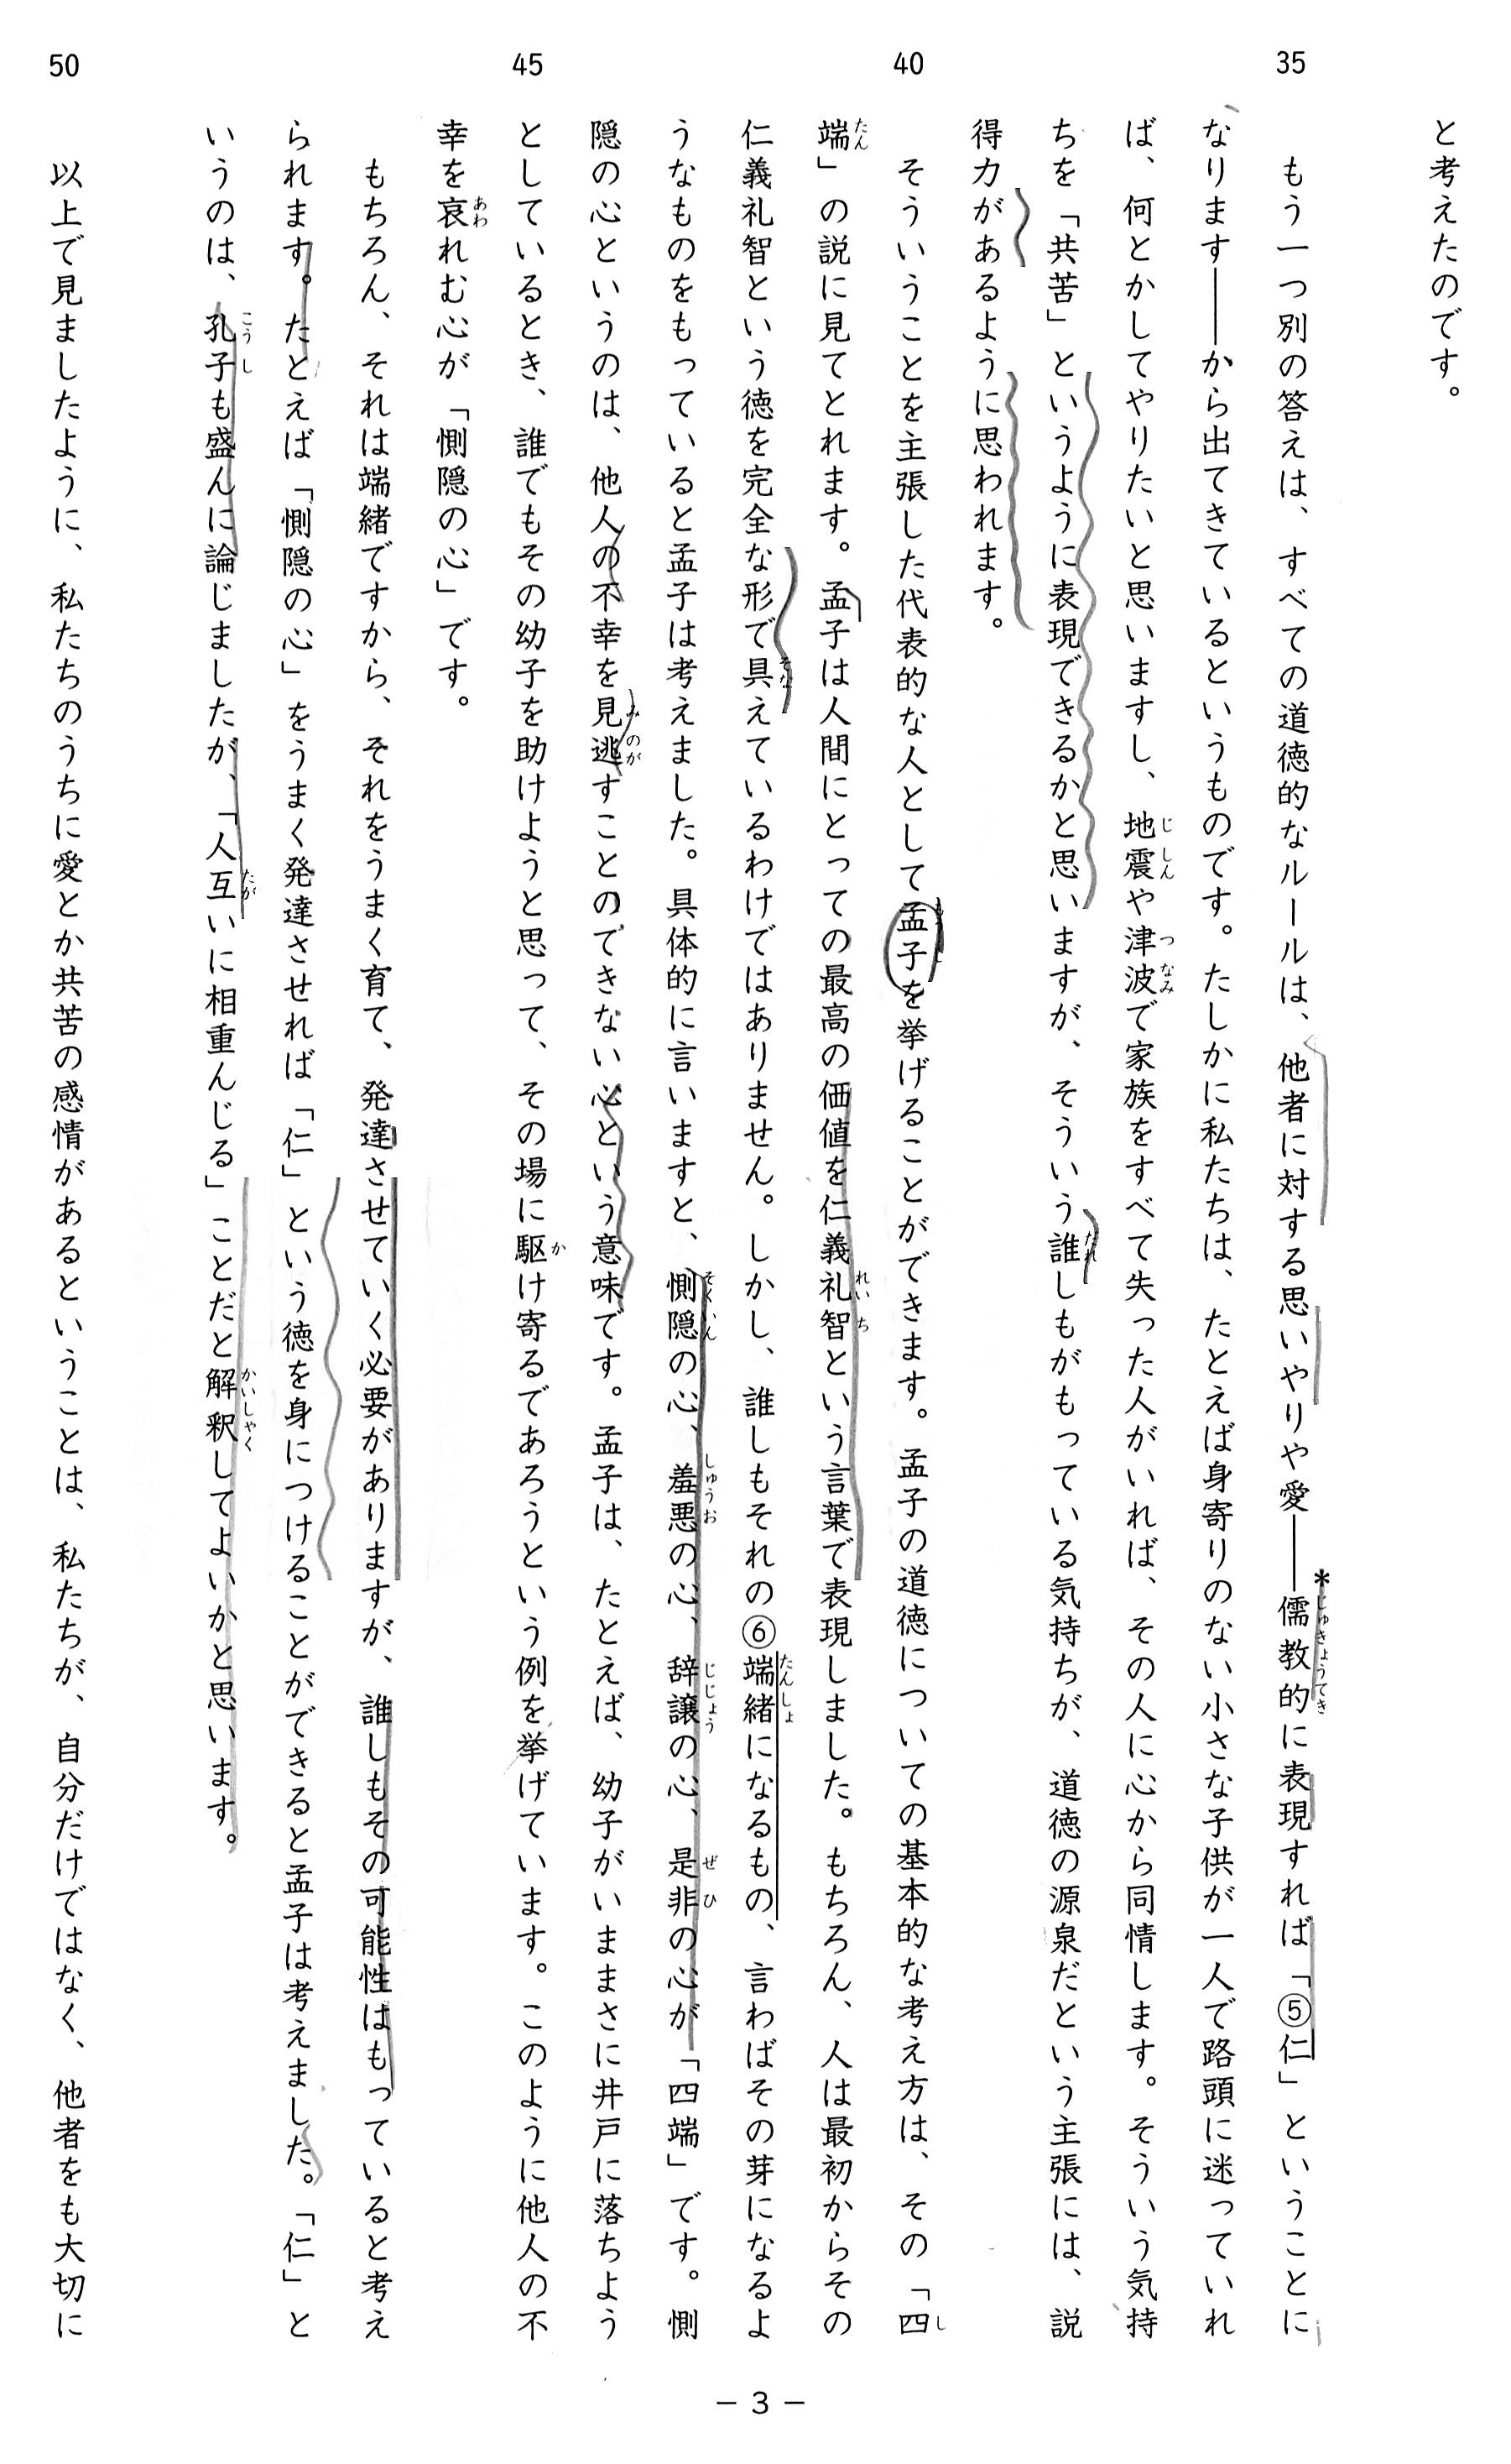 と考えたのです。
35
もう一つ別の答えは、すべての道徳的なルールは、他者に対する思いやりや愛――*儒教的に表現すれば「⑤仁」ということに
なります――から出てきているというものです。たしかに私たちは、たとえば身寄りのない小さな子供が一人で路頭に迷っていれ
ば、何とかしてやりたいと思いますし、地震や津波で家族をすべて失った人がいれば、その人に心から同情します。そういう気持
ちを「共苦」というように表現できるかと思いますが、そういう誰しもがもっている気持ちが、道徳の源泉だという主張には、説
得力があるように思われます。
40
そういうことを主張した代表的な人として孟子を挙げることができます。孟子の道徳についての基本的な考え方は、その「四
端」の説に見てとれます。孟子は人間にとっての最高の価値を仁義礼智という言葉で表現しました。もちろん、人は最初からその
仁義礼智という徳を完全な形で具えているわけではありません。しかし、誰しもそれの⑥端緒になるもの、言わばその芽になるよ
うなものをもっていると孟子は考えました。具体的に言いますと、惻隠の心、羞悪の心、辞譲の心、是非の心が「四端」です。惻
隠の心というのは、他人の不幸を見逃すことのできない心という意味です。孟子は、たとえば、幼子がいままさに井戸に落ちよう
45
としているとき、誰でもその幼子を助けようと思って、その場に駆け寄るであろうという例を挙げています。このように他人の不
幸を哀れむ心が「惻隠の心」です。
もちろん、それは端緒ですから、それをうまく育て、発達させていく必要がありますが、誰しもその可能性はもっていると考え
られます。たとえば「惻隠の心」をうまく発達させれば「仁」という徳を身につけることができると孟子は考えました。「仁」と
いうのは、孔子も盛んに論じましたが、「人互いに相重んじる」ことだと解釈してよいかと思います。
50
以上で見ましたように、私たちのうちに愛とか共苦の感情があるということは、私たちが、自分だけではなく、他者をも大切に
－3－